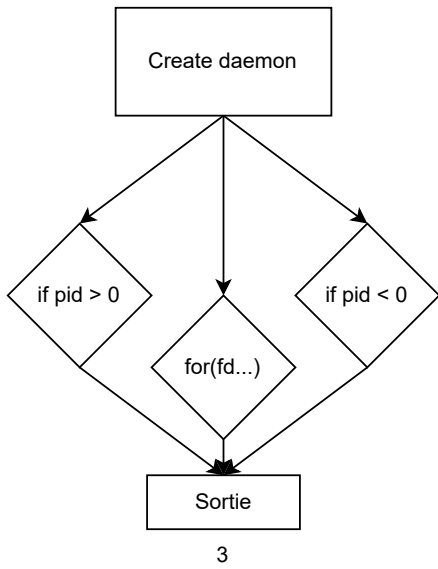 Create daemon
if pid > 0
if pid < 0
for(fd...)
Sortie
3